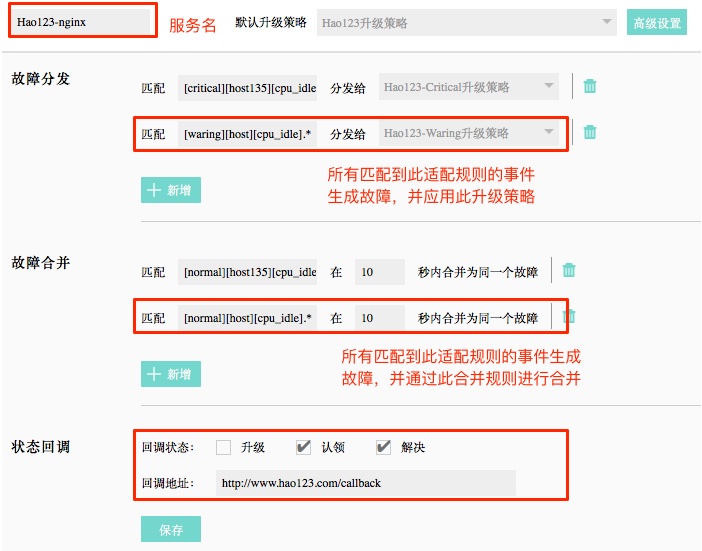 Hao123-nginx 服务名 默认升级策略 Hao123升级策略 高级设置
故障分发
匹配 [critical][host135][cpu_idle 分发给 Hao123-Critical升级策略
匹配 [waring][host][cpu_idle].* 分发给 Hao123-Waring升级策略
所有匹配到此适配规则的事件
生成故障，并应用此升级策略
新增
故障合并
匹配 [normal][host135][cpu_idle 在 10 秒内合并为同一个故障
匹配 [normal][host][cpu_idle].* 在 10 秒内合并为同一个故障
所有匹配到此适配规则的事件生成
故障，并通过此合并规则进行合并
新增
状态回调
回调状态： 升级 认领 解决
回调地址： http://www.hao123.com/callback
保存